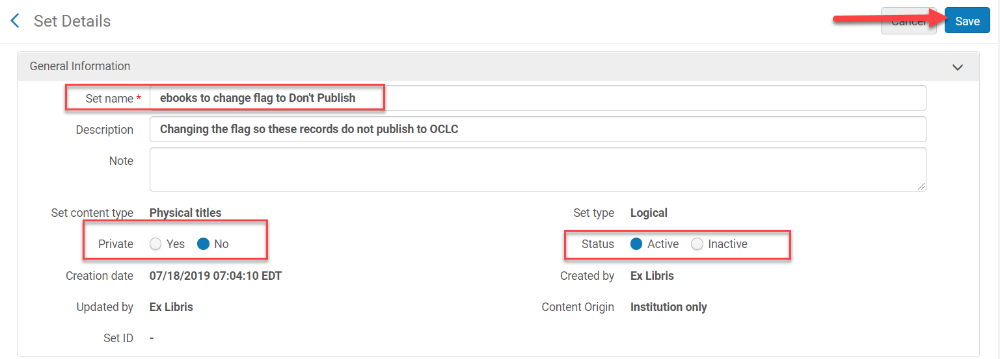 Set Details
Cancel
Save
General Information
Set name * ebooks to change flag to Don't Publish
Description Changing the flag so these records do not publish to OCLC
Note
Set content type Physical titles Set type Logical
Private Yes No Status Active Inactive
Creation date 07/18/2019 07:04:10 EDT Created by Ex Libris
Updated by Ex Libris Content Origin Institution only
Set ID -